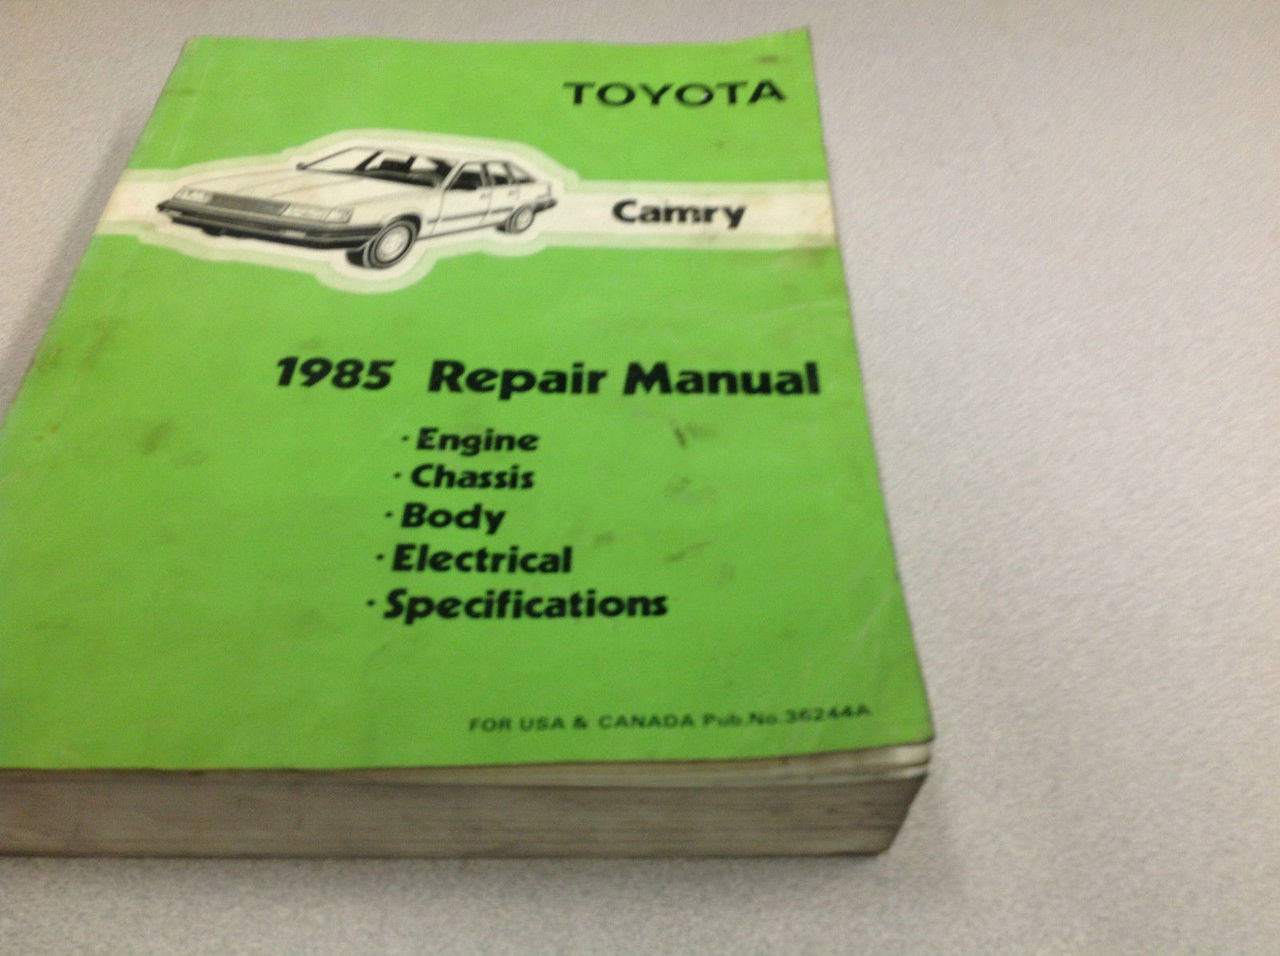 TOYOTA
Camry
1985 Repair Manual
· Engine
· Chassis
· Body
· Electrical
· Specifications
FOR USA & CANADA Pub.No.36244A